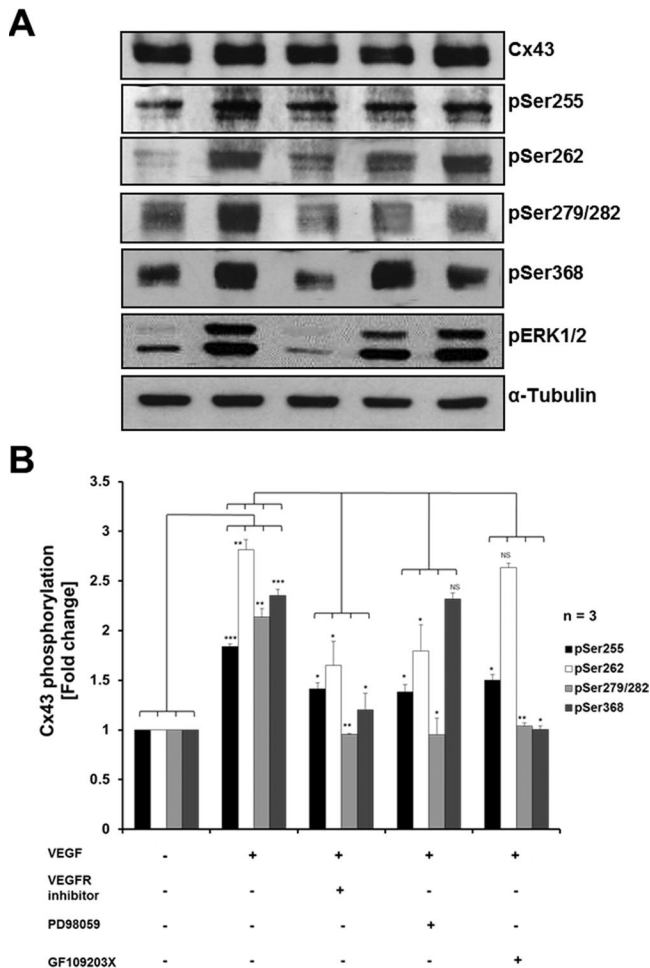 A
Cx43
pSer255
pSer262
pSer279/282
pSer368
pERK1/2
α-Tubulin
B
Cx43 phosphorylation
[Fold change]
3.5
3
2.5
2
1.5
1
0.5
0
*** ** ** ***
* * ** *
* * * NS
* NS ** *
n = 3
pSer255
pSer262
pSer279/282
pSer368
VEGF - + + + +
VEGFR
inhibitor - - + - -
PD98059 - - - + -
GF109203X - - - - +